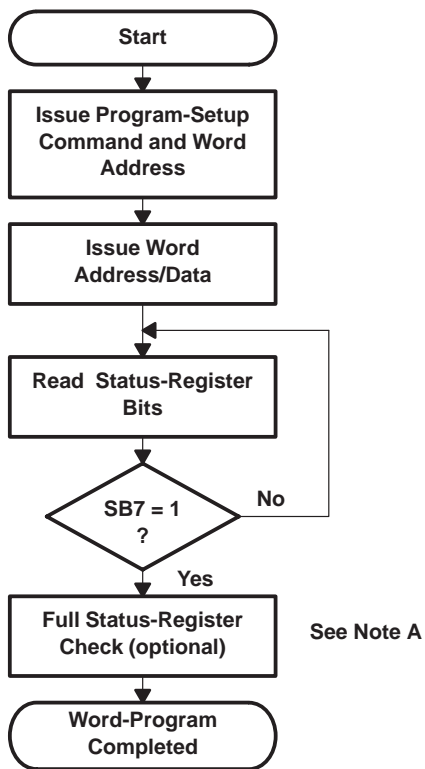 Start
Issue Program-Setup
Command and Word
Address
Issue Word
Address/Data
Read Status-Register
Bits
SB7 = 1
?
No
Yes
Full Status-Register
Check (optional)
See Note A
Word-Program
Completed